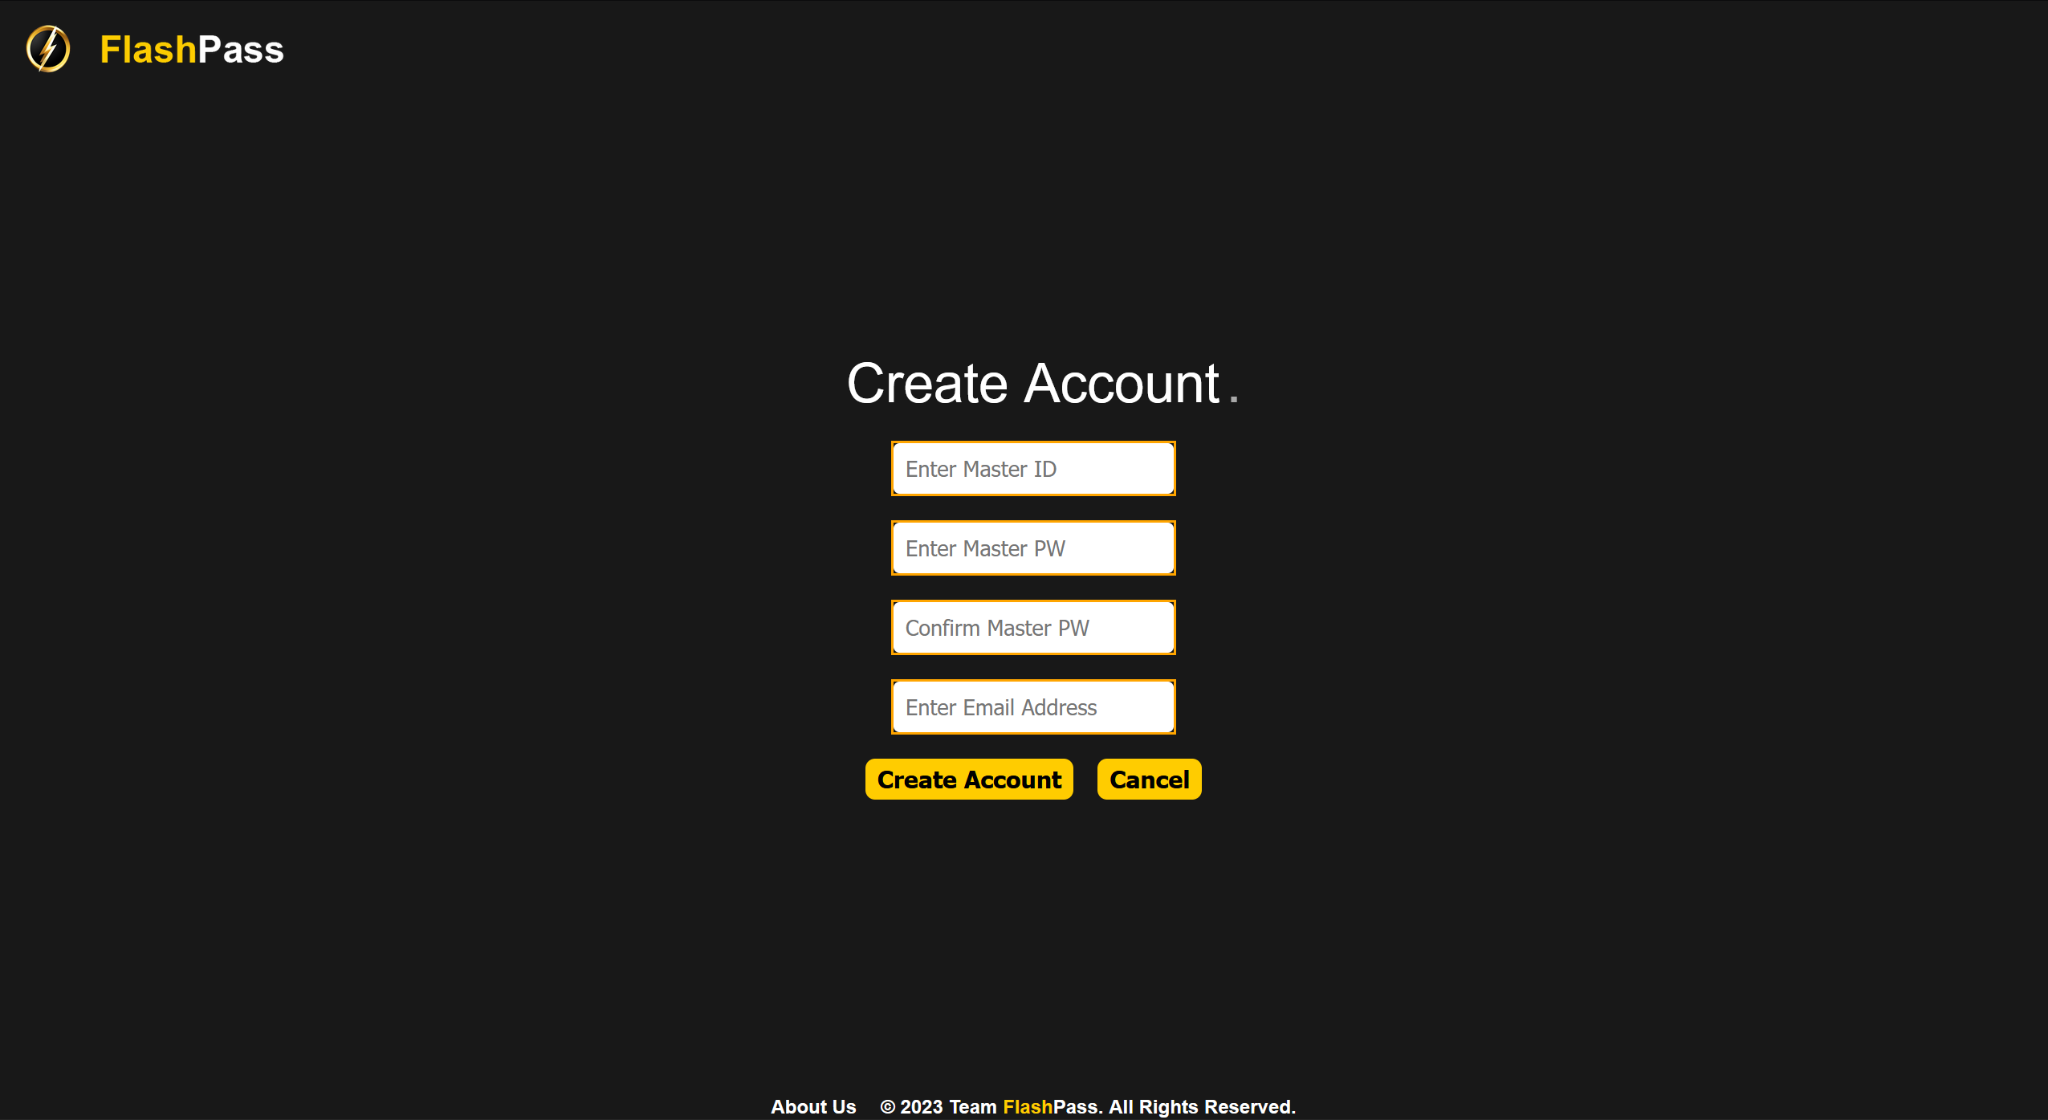 FlashPass
Create Account.
Enter Master ID
Enter Master PW
Confirm Master PW
Enter Email Address
Create Account Cancel
About Us © 2023 Team FlashPass. All Rights Reserved.